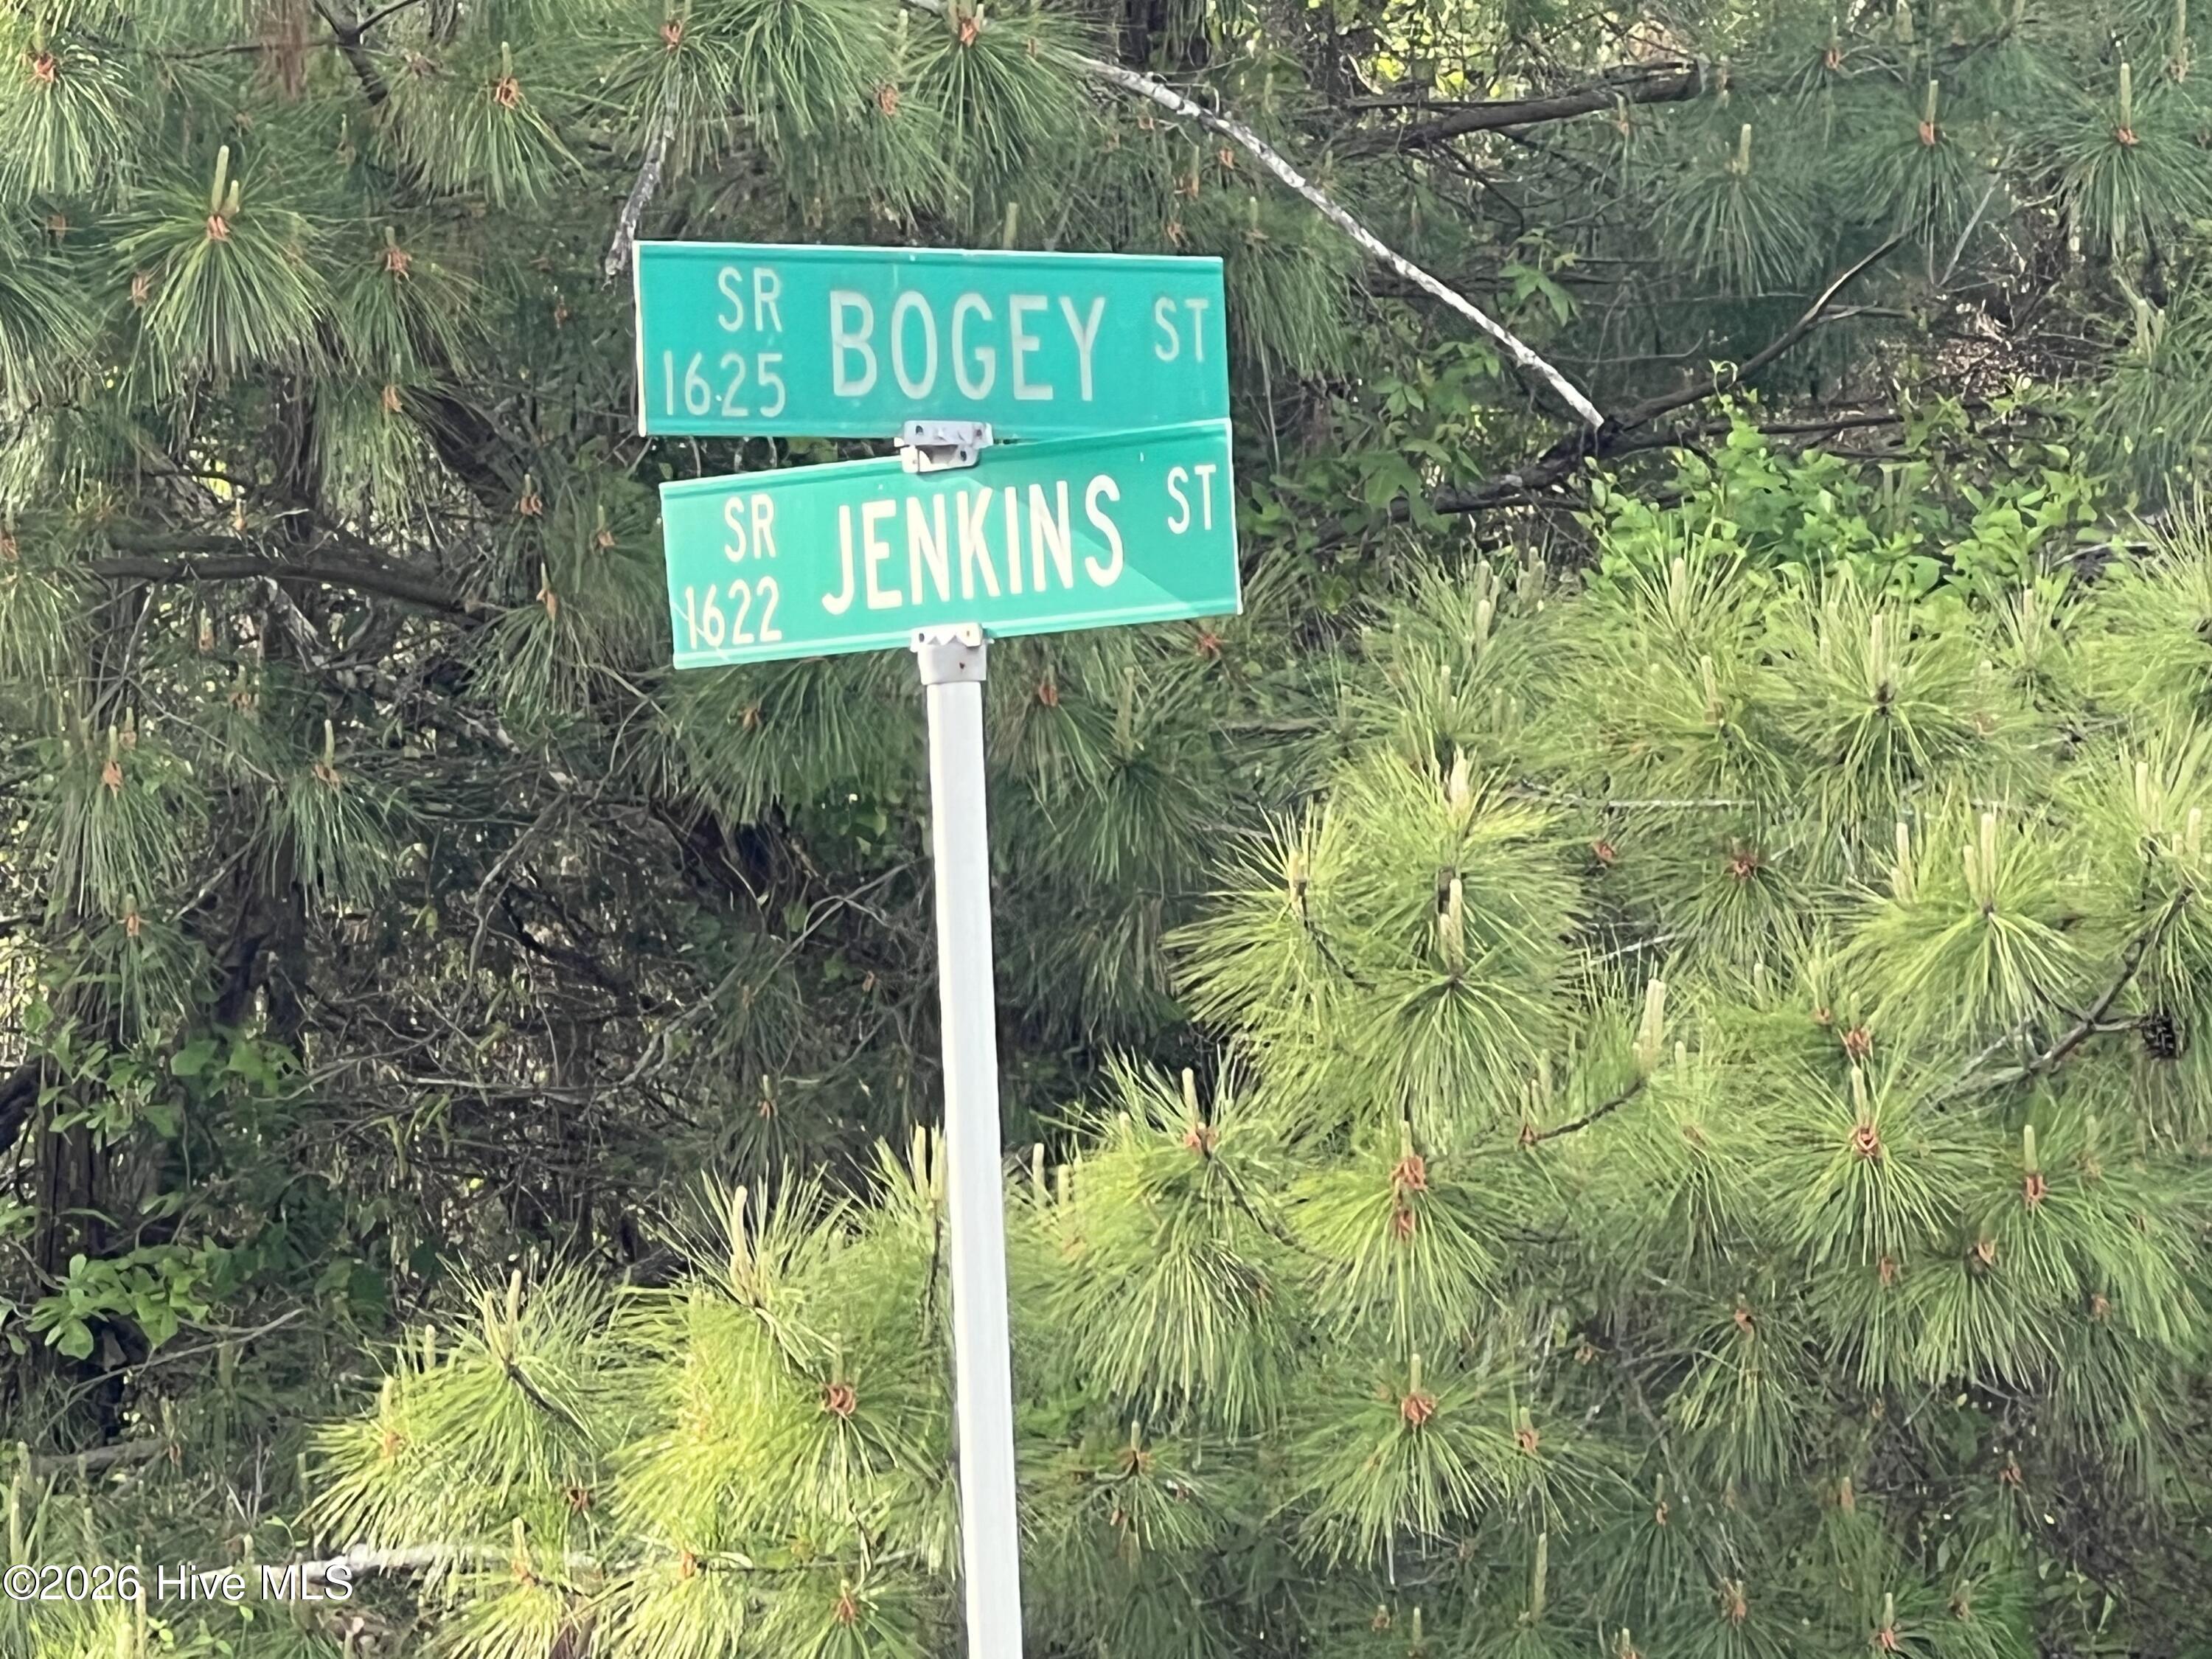 SR 1625 BOGEY ST
SR 1622 JENKINS ST
©2026 Hive MLS